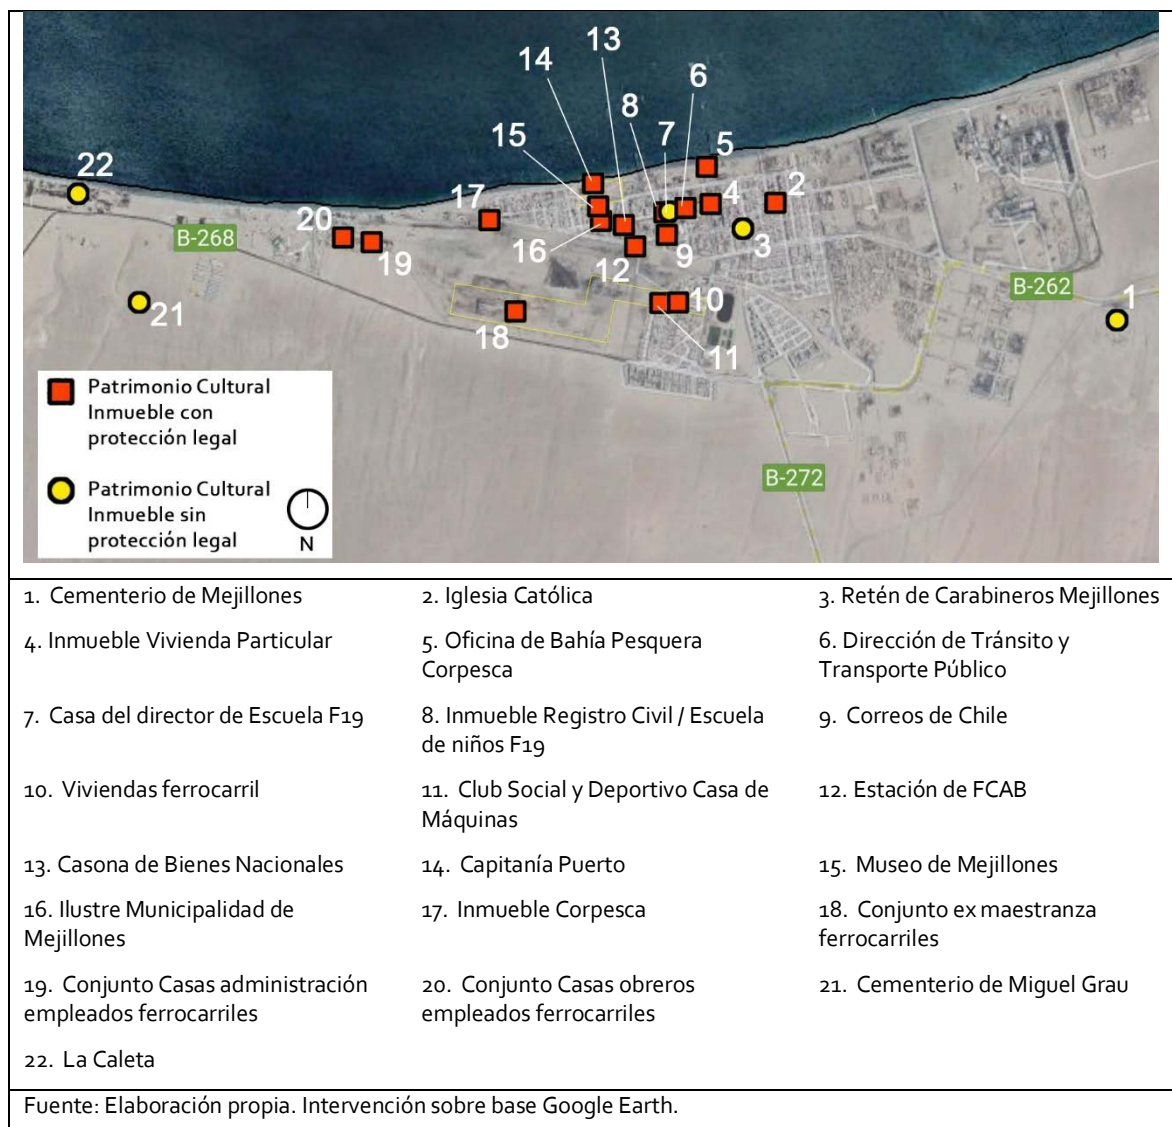 13
14
6
8
7
15
5
22
17
4
2
20
16
3
B-268
12
9
19
B-262
1
21
10
18
11
Patrimonio Cultural
Inmueble con
protección legal
B-272
Patrimonio Cultural
Inmueble sin
protección legal
N
1. Cementerio de Mejillones
2. Iglesia Católica
3. Retén de Carabineros Mejillones
4. Inmueble Vivienda Particular
5. Oficina de Bahía Pesquera
Corpesca
6. Dirección de Tránsito y
Transporte Público
7. Casa del director de Escuela F19
8. Inmueble Registro Civil / Escuela
de niños F19
9. Correos de Chile
10. Viviendas ferrocarril
11. Club Social y Deportivo Casa de
Máquinas
12. Estación de FCAB
13. Casona de Bienes Nacionales
14. Capitanía Puerto
15. Museo de Mejillones
16. Ilustre Municipalidad de
Mejillones
17. Inmueble Corpesca
18. Conjunto ex maestranza
ferrocarriles
19. Conjunto Casas administración
empleados ferrocarriles
20. Conjunto Casas obreros
empleados ferrocarriles
21. Cementerio de Miguel Grau
22. La Caleta
Fuente: Elaboración propia. Intervención sobre base Google Earth.